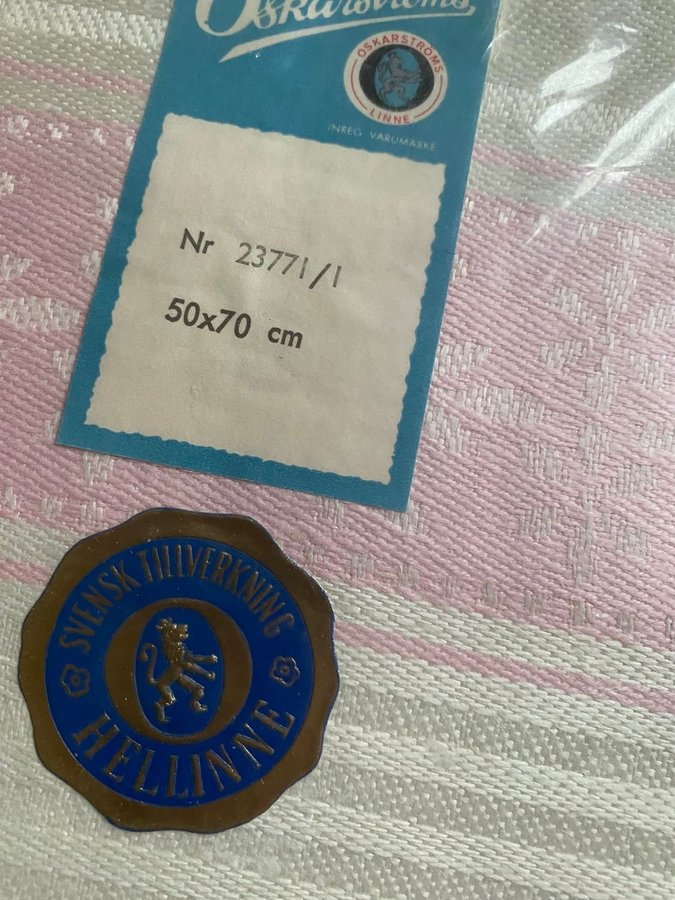 Oskarströms
OSKARSTRÖMS
LINNE
INREG. VARUMÄRKE
Nr 23771/1
50x70 cm
SVENSK TILLVERKNING
O
HELLINNE